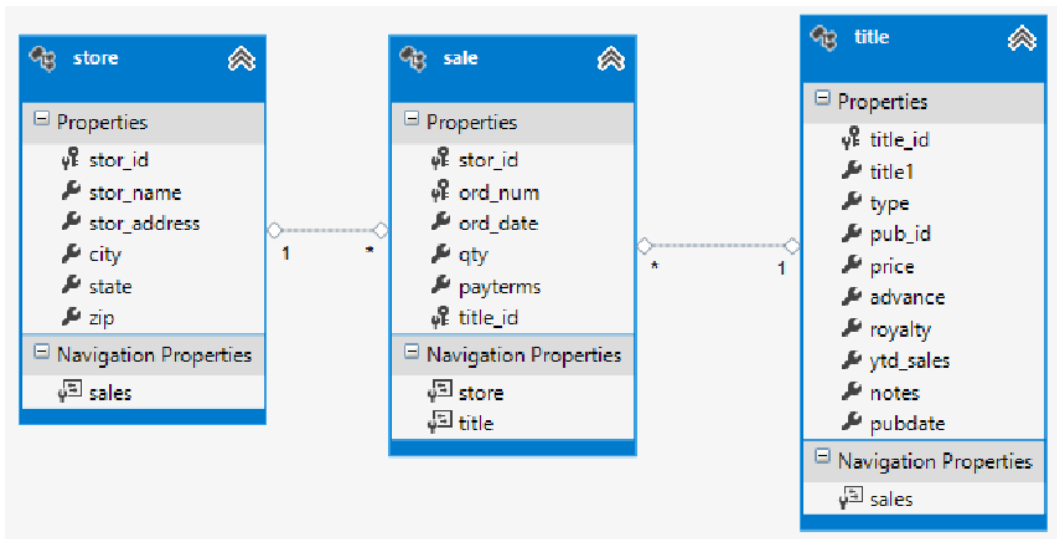 store
Properties
stor_id
stor_name
stor_address
city
state
zip
Navigation Properties
sales
1
*
sale
Properties
stor_id
ord_num
ord_date
qty
payterms
title_id
Navigation Properties
store
title
*
1
title
Properties
title_id
title1
type
pub_id
price
advance
royalty
ytd_sales
notes
pubdate
Navigation Properties
sales